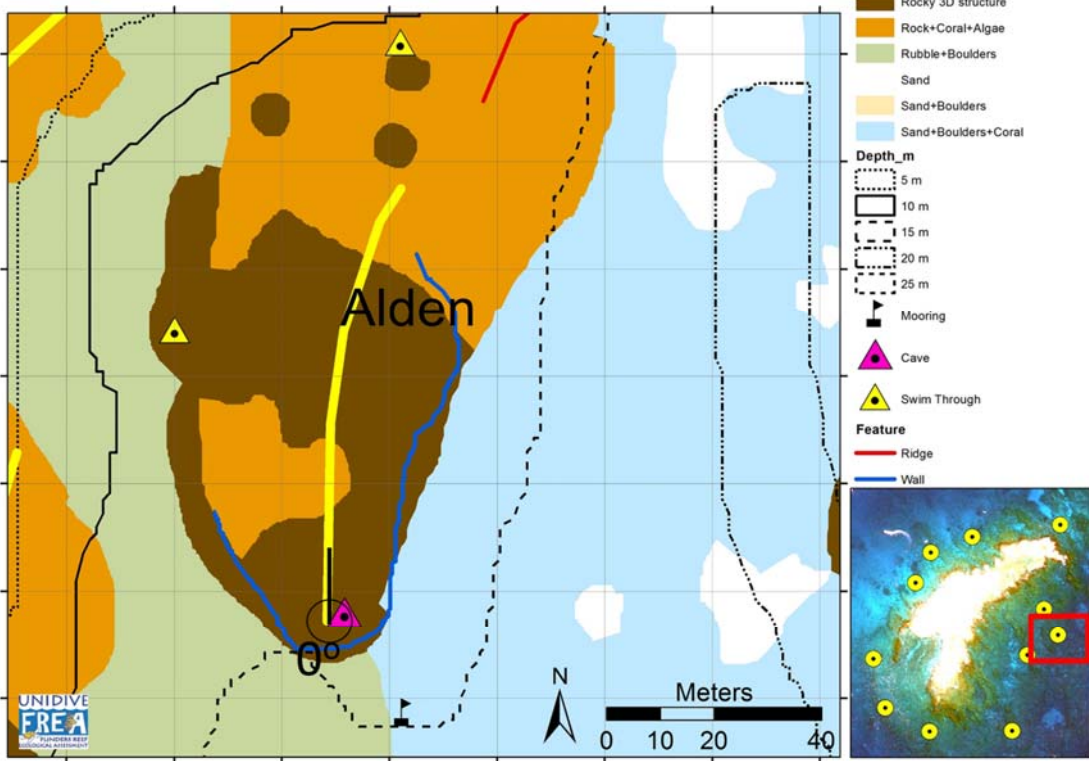 Rocky 3D structure
Rock+Coral+Algae
Rubble+Boulders
Sand
Sand+Boulders
Sand+Boulders+Coral
Depth_m
5 m
10 m
15 m
20 m
25 m
Mooring
Cave
Swim Through
Feature
Ridge
Wall
Alden
0º
N
Meters
0 10 20 40
UNIDIVE
FREA
FLINDERS REEF
ECOLOGICAL ASSESSMENT